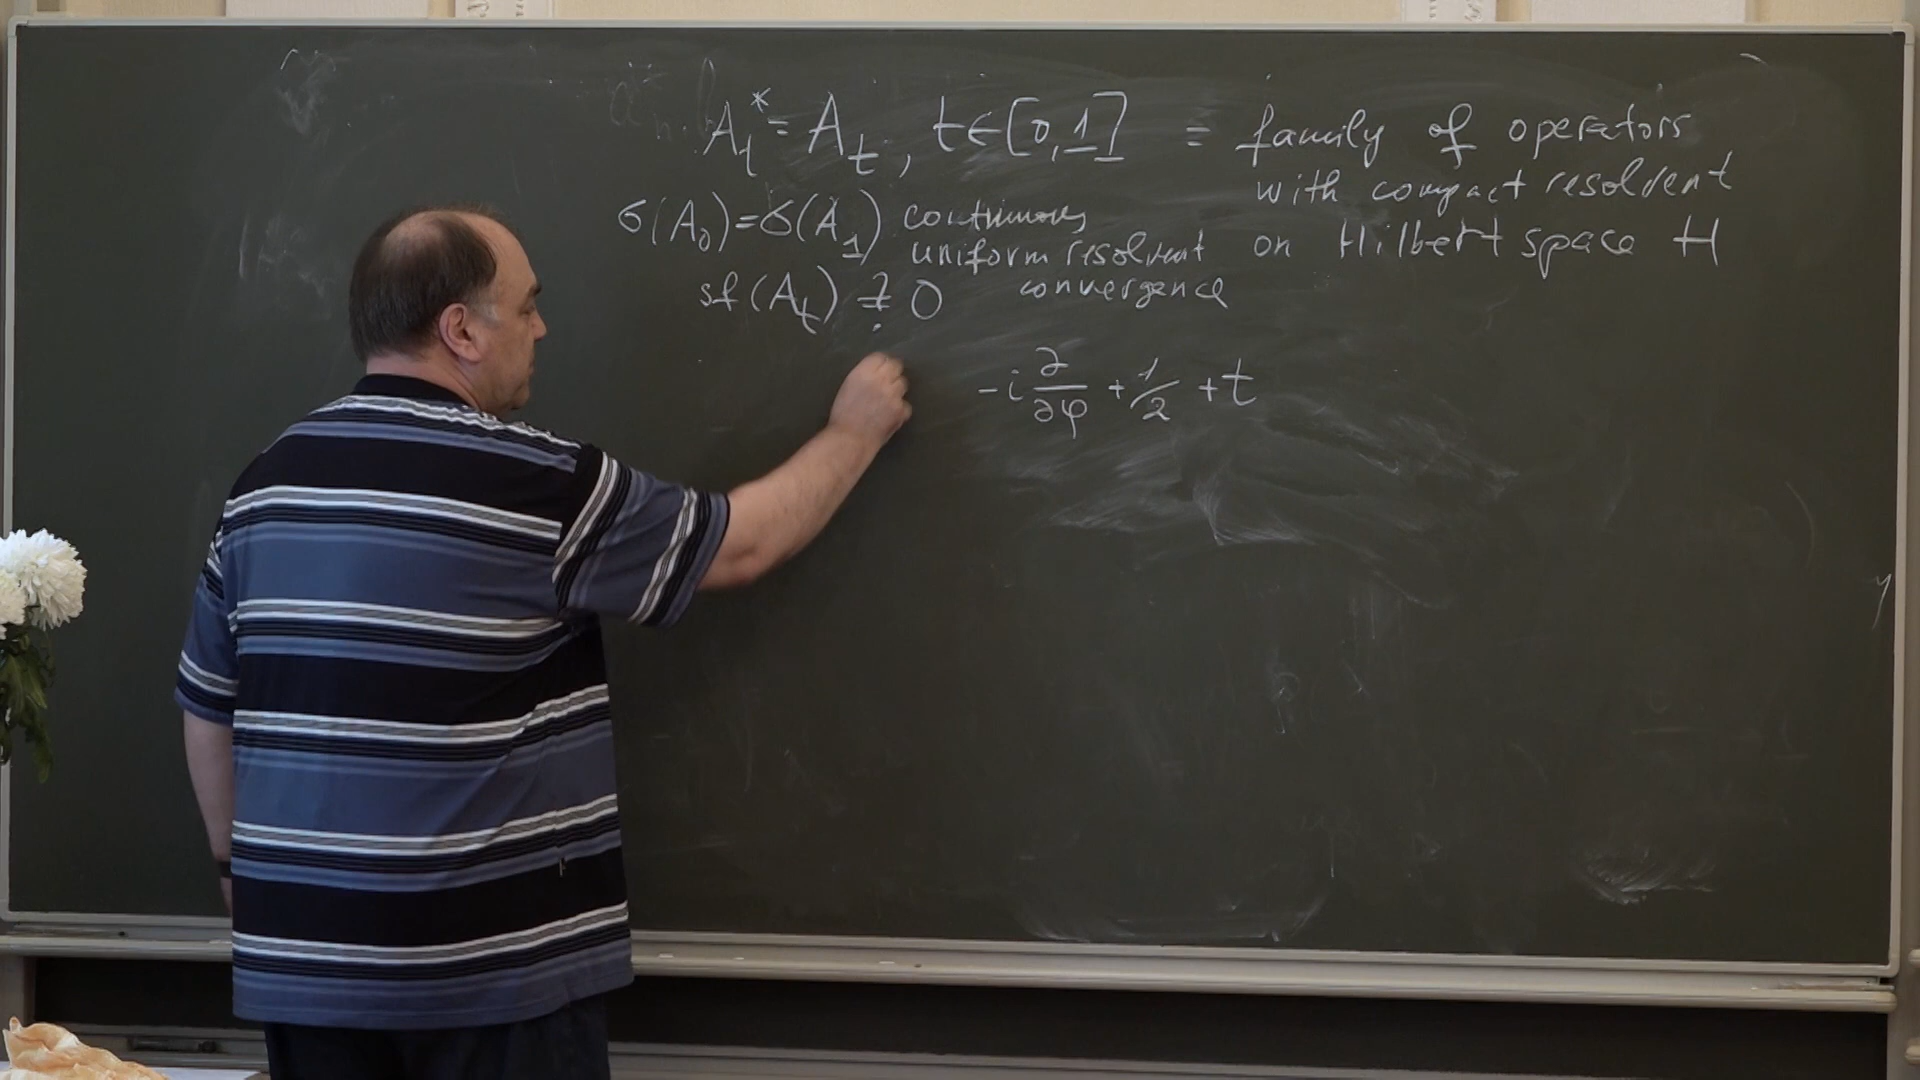 A_t^* = A_t, t∈[0,1] = family of operators
with compact resolvent
σ(A_0)=σ(A_1) continuous
uniform resolvent on Hilbert space H
sf(A_t) ≠ 0 convergence
?
-i ∂/∂φ + 1/2 + t